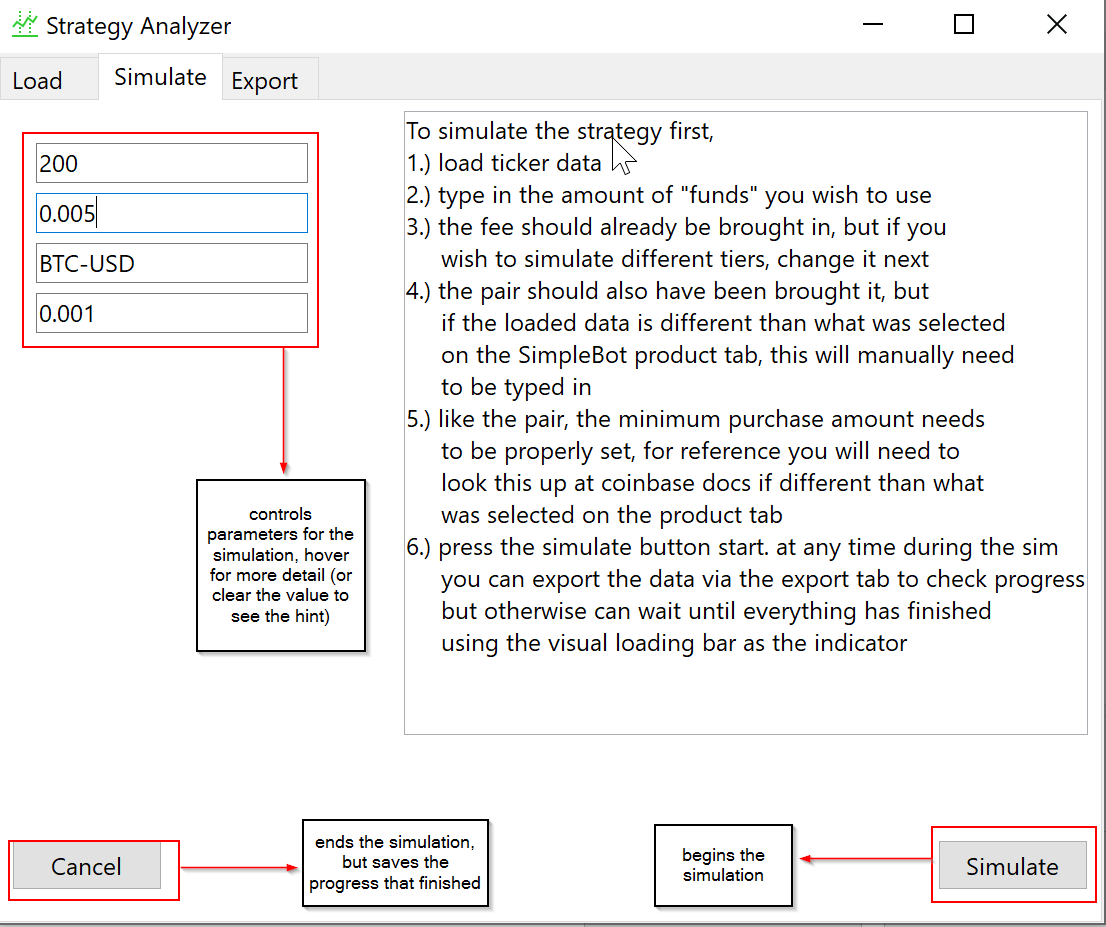 Strategy Analyzer
Load
Simulate
Export
200
0.005
BTC-USD
0.001
To simulate the strategy first,
1.) load ticker data
2.) type in the amount of "funds" you wish to use
3.) the fee should already be brought in, but if you
wish to simulate different tiers, change it next
4.) the pair should also have been brought it, but
if the loaded data is different than what was selected
on the SimpleBot product tab, this will manually need
to be typed in
5.) like the pair, the minimum purchase amount needs
to be properly set, for reference you will need to
look this up at coinbase docs if different than what
was selected on the product tab
6.) press the simulate button start. at any time during the sim
you can export the data via the export tab to check progress
but otherwise can wait until everything has finished
using the visual loading bar as the indicator
controls
parameters for the
simulation, hover
for more detail (or
clear the value to
see the hint)
Cancel
ends the simulation,
but saves the
progress that finished
begins the
simulation
Simulate